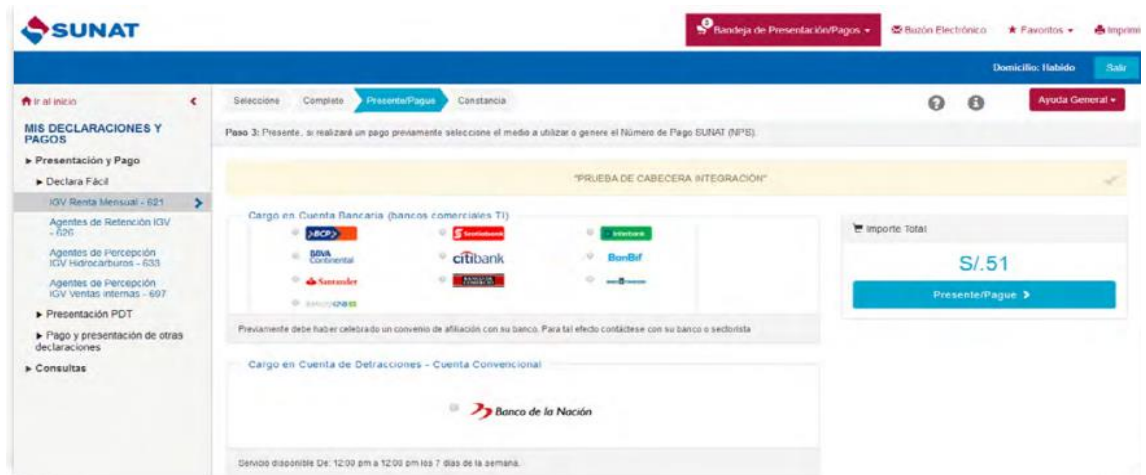 SUNAT
2
Bandeja de Presentación/Pagos
Buzón Electrónico
Favoritos
Imprimi
Domicilio: Habido
Salir
Ir al inicio
Seleccione
Complete
Presente/Pague
Constancia
Ayuda General
MIS DECLARACIONES Y
PAGOS
Paso 3: Presente, si realizará un pago previamente seleccione el medio a utilizar o genere el Número de Pago SUNAT (NPS).
Presentación y Pago
Declara Fácil
IGV Renta Mensual - 621
Agentes de Retención IGV
- 626
Agentes de Percepción
IGV Hidrocarburos - 633
Agentes de Percepción
IGV Ventas internas - 697
Presentación PDT
Pago y presentación de otras
declaraciones
Consultas
"PRUEBA DE CABECERA INTEGRACIÓN"
Cargo en Cuenta Bancaria (bancos comerciales TI)
BCP
Scotiabank
Interbank
BBVA
Continental
citibank
BanBif
Santander
BANCO DE
COMERCIO
Previamente debe haber celebrado un convenio de afiliación con su banco. Para tal efecto contáctese con su banco o sectorista
Importe Total
S/.51
Presente/Pague
Cargo en Cuenta de Detracciones - Cuenta Convencional
Banco de la Nación
Servicio disponible De: 12:00 pm a 12:00 pm los 7 días de la semana.